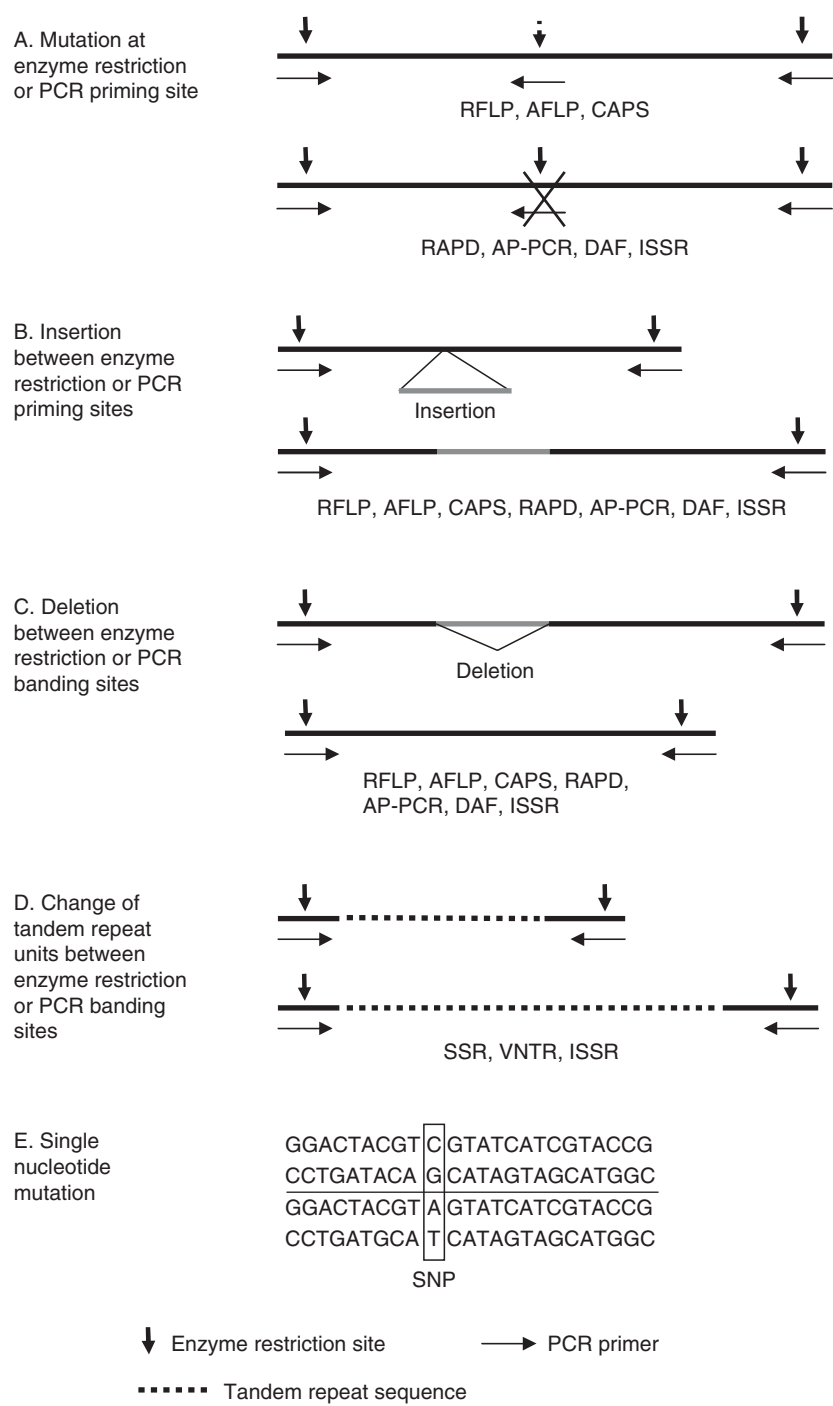 A. Mutation at
enzyme restriction
or PCR priming site
RFLP, AFLP, CAPS
RAPD, AP-PCR, DAF, ISSR
B. Insertion
between enzyme
restriction or PCR
priming sites
Insertion
RFLP, AFLP, CAPS, RAPD, AP-PCR, DAF, ISSR
C. Deletion
between enzyme
restriction or PCR
banding sites
Deletion
RFLP, AFLP, CAPS, RAPD,
AP-PCR, DAF, ISSR
D. Change of
tandem repeat
units between
enzyme restriction
or PCR banding
sites
SSR, VNTR, ISSR
E. Single
nucleotide
mutation
GGACTACGT C GTATCATCGTACCG
CCTGATACA G CATAGTAGCATGGC
GGACTACGT A GTATCATCGTACCG
CCTGATGCA T CATAGTAGCATGGC
SNP
Enzyme restriction site
PCR primer
Tandem repeat sequence